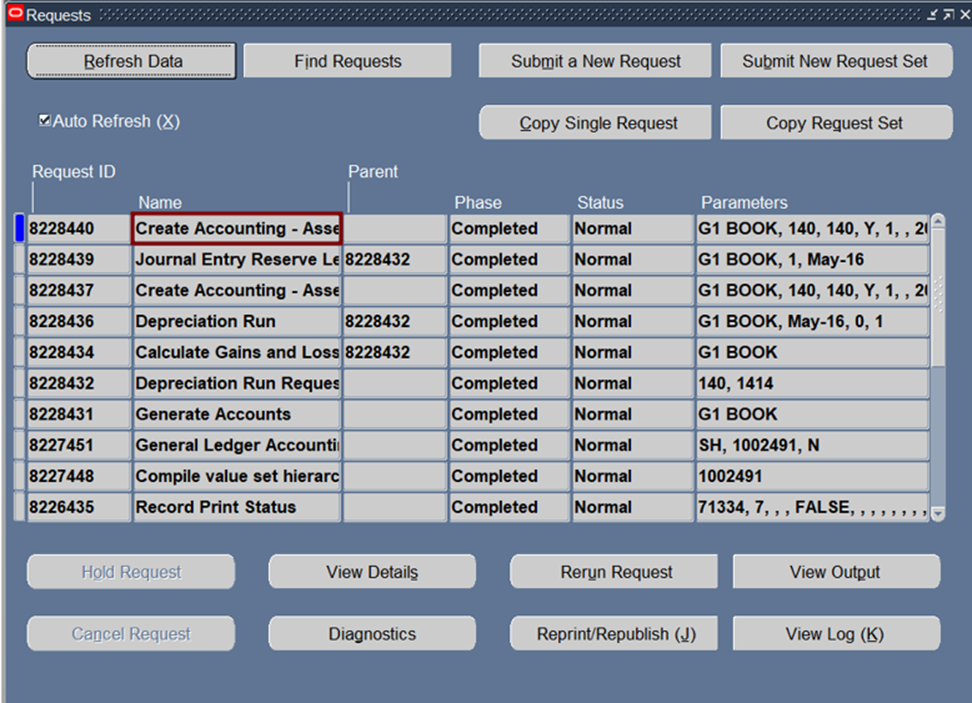 Requests
Refresh Data Find Requests Submit a New Request Submit New Request Set
Auto Refresh (X) Copy Single Request Copy Request Set
Request ID Parent
Name Phase Status Parameters
8228440 Create Accounting - Asse Completed Normal G1 BOOK, 140, 140, Y, 1, , 20
8228439 Journal Entry Reserve Le 8228432 Completed Normal G1 BOOK, 1, May-16
8228437 Create Accounting - Asse Completed Normal G1 BOOK, 140, 140, Y, 1, , 20
8228436 Depreciation Run 8228432 Completed Normal G1 BOOK, May-16, 0, 1
8228434 Calculate Gains and Loss 8228432 Completed Normal G1 BOOK
8228432 Depreciation Run Reques Completed Normal 140, 1414
8228431 Generate Accounts Completed Normal G1 BOOK
8227451 General Ledger Accounti Completed Normal SH, 1002491, N
8227448 Compile value set hierarc Completed Normal 1002491
8226435 Record Print Status Completed Normal 71334, 7, , , FALSE, , , , , , , ,
Hold Request View Details Rerun Request View Output
Cancel Request Diagnostics Reprint/Republish (J) View Log (K)